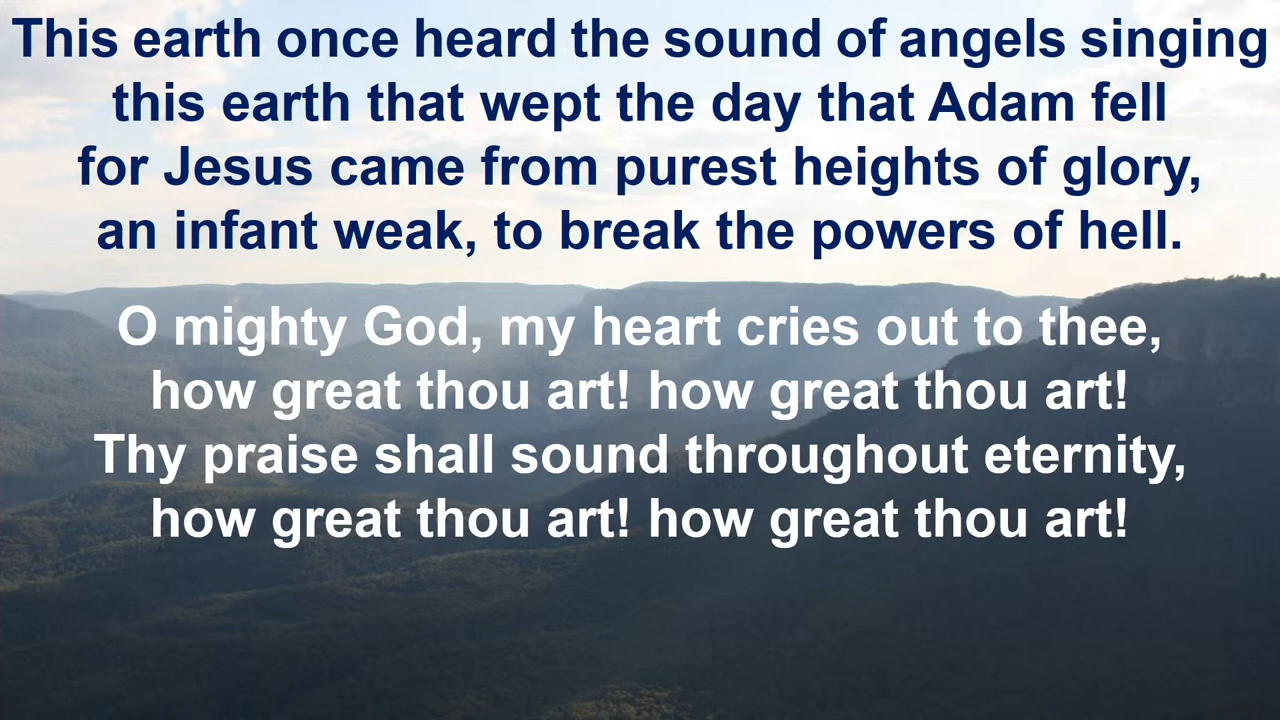 This earth once heard the sound of angels singing
this earth that wept the day that Adam fell
for Jesus came from purest heights of glory,
an infant weak, to break the powers of hell.
O mighty God, my heart cries out to thee,
how great thou art! how great thou art!
Thy praise shall sound throughout eternity,
how great thou art! how great thou art!